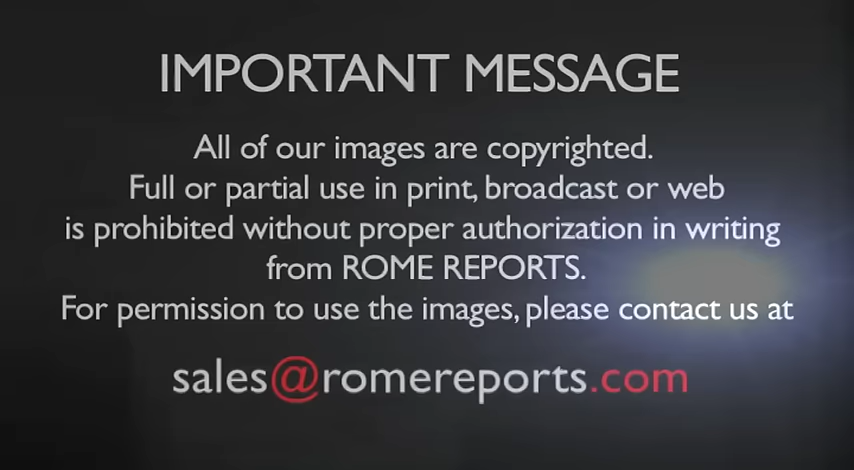 IMPORTANT MESSAGE
All of our images are copyrighted.
Full or partial use in print, broadcast or web
is prohibited without proper authorization in writing
from ROME REPORTS.
For permission to use the images, please contact us at
sales@romereports.com